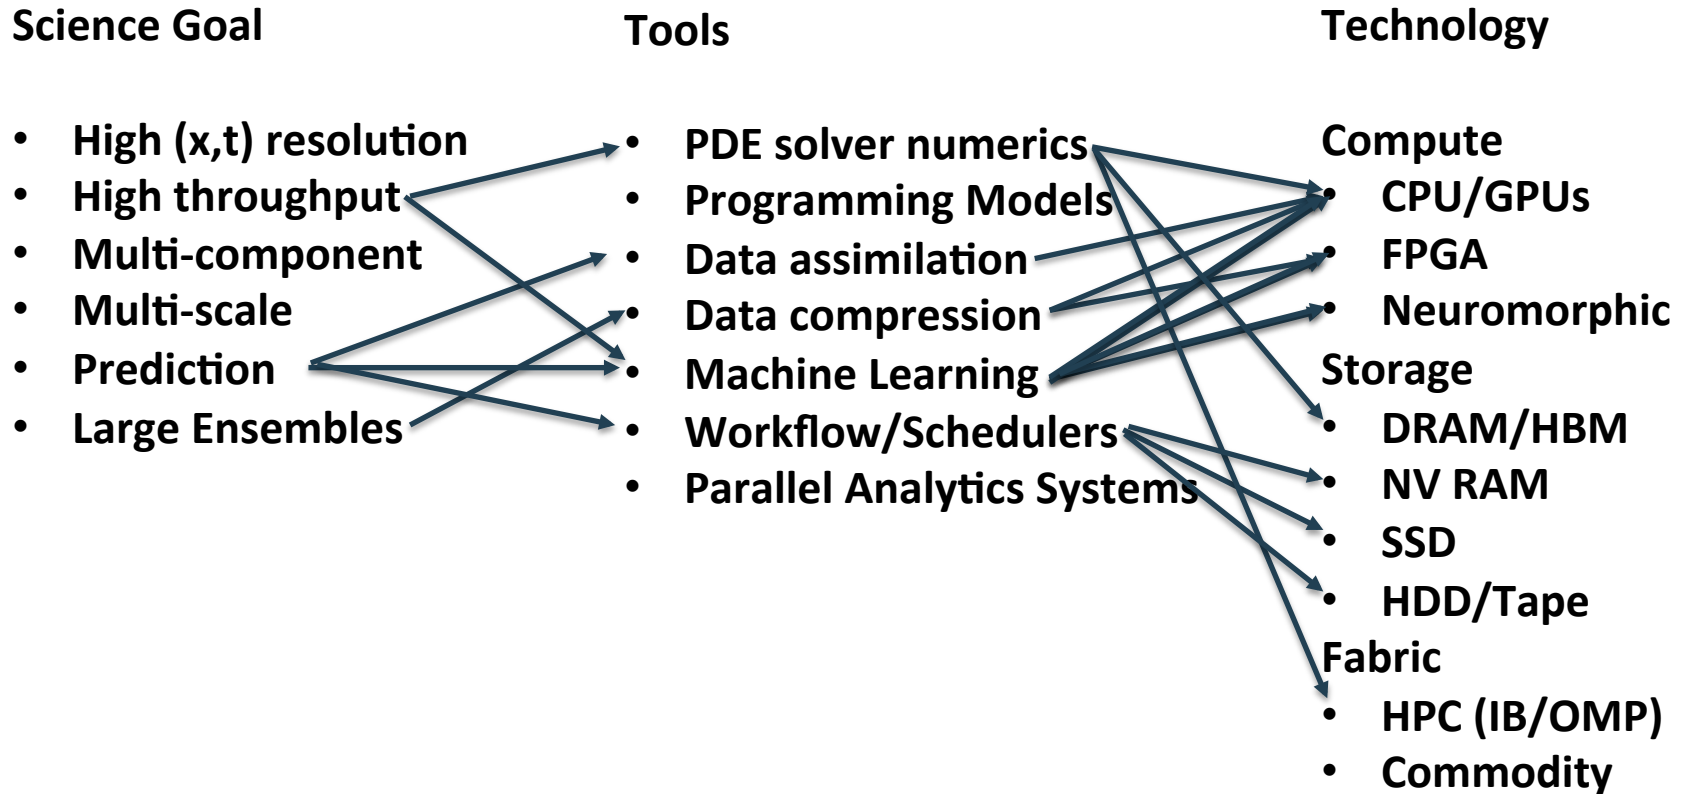 Science Goal
• High (x,t) resolution
• High throughput
• Multi-component
• Multi-scale
• Prediction
• Large Ensembles
Tools
• PDE solver numerics
• Programming Models
• Data assimilation
• Data compression
• Machine Learning
• Workflow/Schedulers
• Parallel Analytics Systems
Technology
Compute
• CPU/GPUs
• FPGA
• Neuromorphic
Storage
• DRAM/HBM
• NV RAM
• SSD
• HDD/Tape
Fabric
• HPC (IB/OMP)
• Commodity